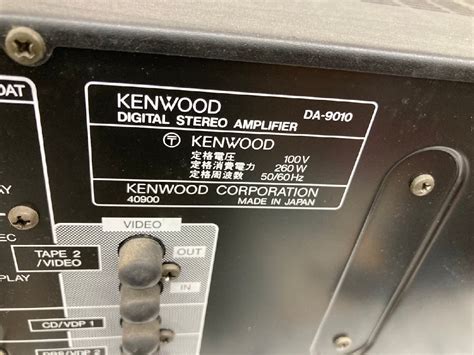 DAT
KENWOOD
DIGITAL STEREO AMPLIFIER DA-9010
KENWOOD
定格電圧 100V
定格消費電力 260W
定格周波数 50/60Hz
KENWOOD CORPORATION
40900 MADE IN JAPAN
VIDEO
OUT
TAPE 2
/VIDEO
IN
CD/VDP 1